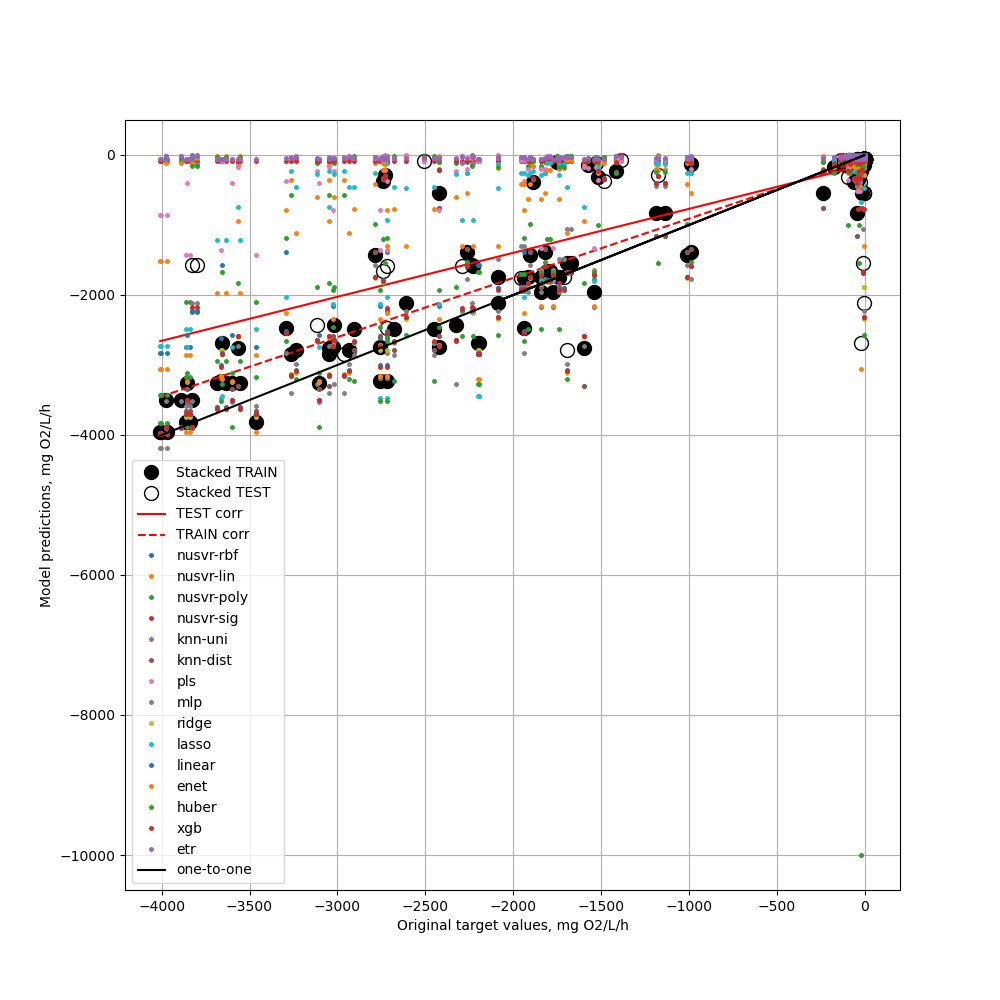 0
−2000
−4000
−6000
−8000
−10000
Model predictions, mg O2/L/h
Stacked TRAIN
Stacked TEST
TEST corr
TRAIN corr
nusvr-rbf
nusvr-lin
nusvr-poly
nusvr-sig
knn-uni
knn-dist
pls
mlp
ridge
lasso
linear
enet
huber
xgb
etr
one-to-one
−4000 −3500 −3000 −2500 −2000 −1500 −1000 −500 0
Original target values, mg O2/L/h